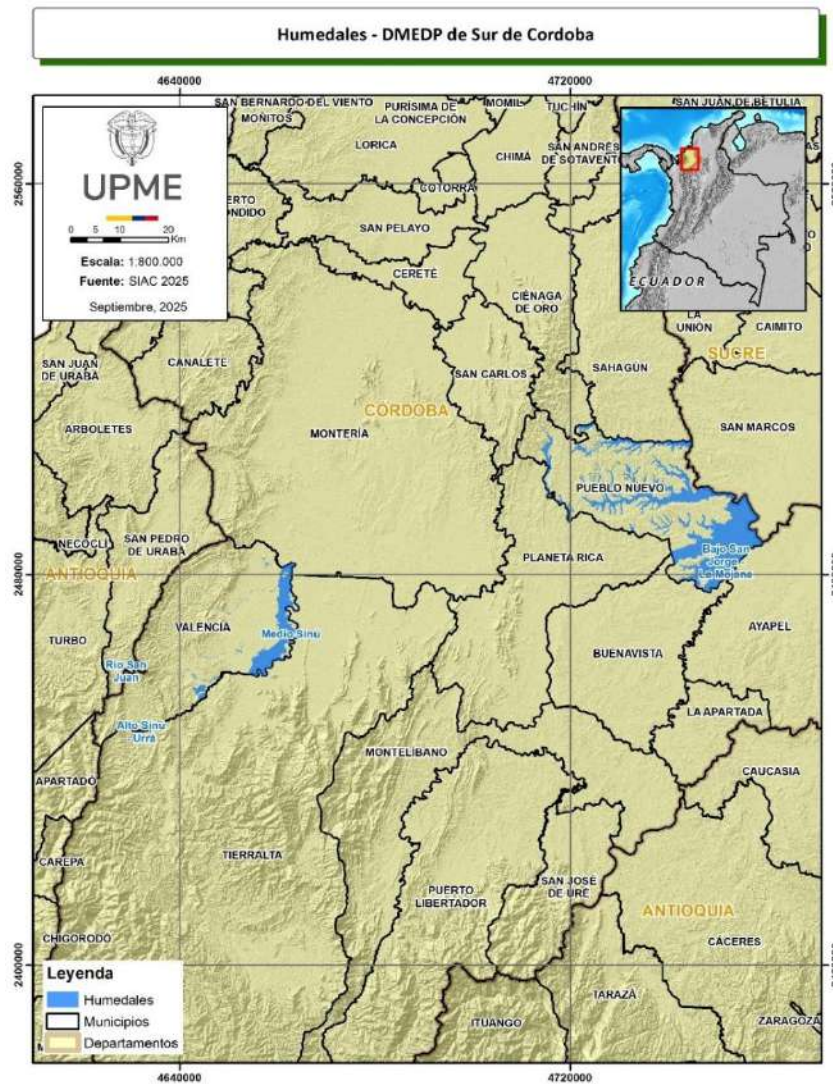 Humedales - DMEDP de Sur de Cordoba
4640000
4720000
SAN BERNARDO DEL VIENTO
MOÑITOS
PURÍSIMA DE
LA CONCEPCIÓN
MOMIL
TUCHÍN
SAN JUAN DE BETULIA
LORICA
CHIMÁ
SAN ANDRÉS
DE SOTAVENTO
COTORRA
2560000
UPME
0 5 10 20
Km
Escala: 1:800.000
Fuente: SIAC 2025
Septiembre, 2025
ECUADOR
SAN PELAYO
CERETÉ
CIÉNAGA
DE ORO
LA
UNIÓN
CAIMITO
SUCRE
SAN JUAN
DE URABÁ
CANALETE
SAN CARLOS
SAHAGÚN
ARBOLETES
CÓRDOBA
MONTERÍA
SAN MARCOS
PUEBLO NUEVO
NECOCLÍ
SAN PEDRO
DE URABÁ
PLANETA RICA
Bajo San
Jorge
La Mojana
2480000
ANTIOQUIA
TURBO
VALENCIA
Medio Sinu
BUENAVISTA
AYAPEL
Rio San
Juan
Alto Sinu
-Urrá
LA APARTADA
MONTELÍBANO
APARTADÓ
CAUCASIA
CAREPA
TIERRALTA
PUERTO
LIBERTADOR
SAN JOSÉ
DE URÉ
ANTIOQUIA
CHIGORODÓ
CÁCERES
2400000
TARAZÁ
ITUANGO
ZARAGOZA
Leyenda
Humedales
Municipios
Departamentos
4640000
4720000